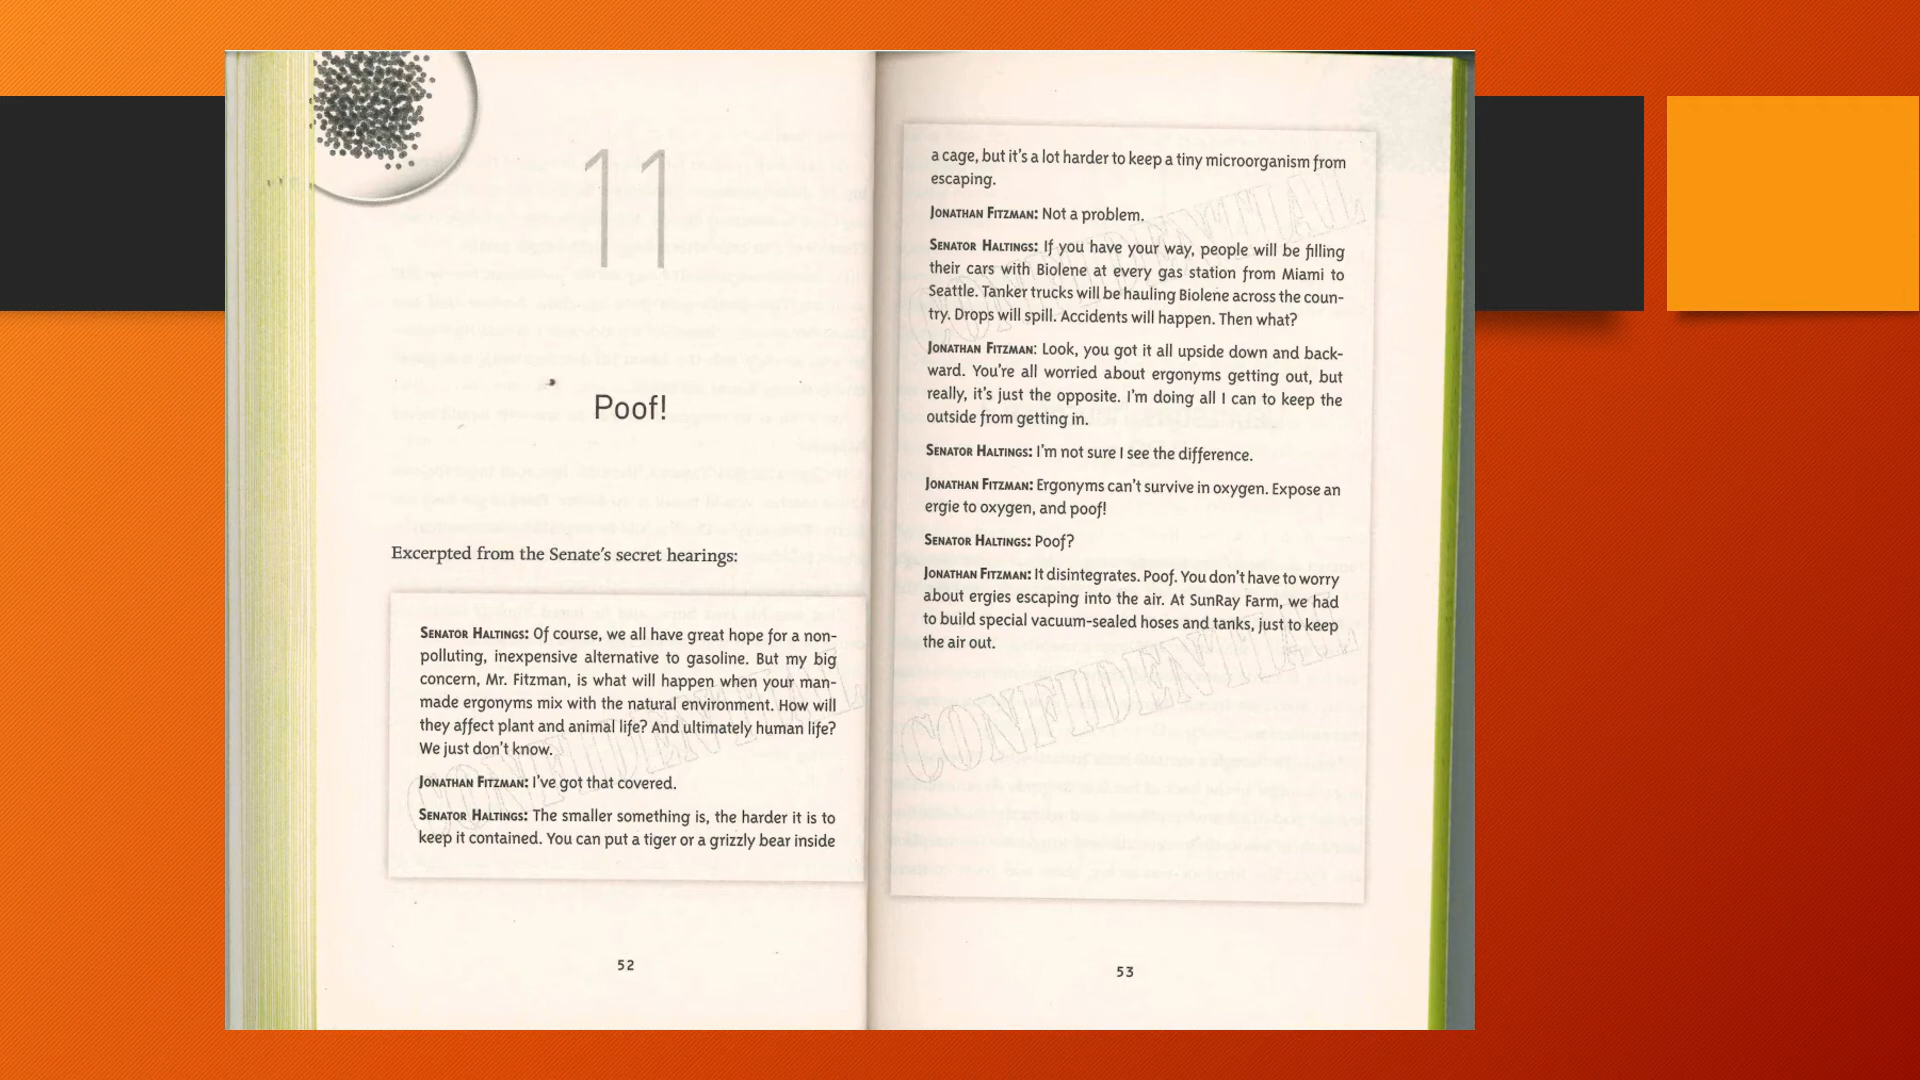 11
Poof!
Excerpted from the Senate's secret hearings:
SENATOR HALTINGS: Of course, we all have great hope for a non-
polluting, inexpensive alternative to gasoline. But my big
concern, Mr. Fitzman, is what will happen when your man-
made ergonyms mix with the natural environment. How will
they affect plant and animal life? And ultimately human life?
We just don't know.
JONATHAN FITZMAN: I've got that covered.
SENATOR HALTINGS: The smaller something is, the harder it is to
keep it contained. You can put a tiger or a grizzly bear inside
CONFIDENTIAL
52
a cage, but it's a lot harder to keep a tiny microorganism from
escaping.
JONATHAN FITZMAN: Not a problem.
SENATOR HALTINGS: If you have your way, people will be filling
their cars with Biolene at every gas station from Miami to
Seattle. Tanker trucks will be hauling Biolene across the coun-
try. Drops will spill. Accidents will happen. Then what?
CONFIDENTIAL
JONATHAN FITZMAN: Look, you got it all upside down and back-
ward. You're all worried about ergonyms getting out, but
really, it's just the opposite. I'm doing all I can to keep the
outside from getting in.
SENATOR HALTINGS: I'm not sure I see the difference.
JONATHAN FITZMAN: Ergonyms can't survive in oxygen. Expose an
ergie to oxygen, and poof!
SENATOR HALTINGS: Poof?
JONATHAN FITZMAN: It disintegrates. Poof. You don't have to worry
about ergies escaping into the air. At SunRay Farm, we had
to build special vacuum-sealed hoses and tanks, just to keep
the air out.
CONFIDENTIAL
53